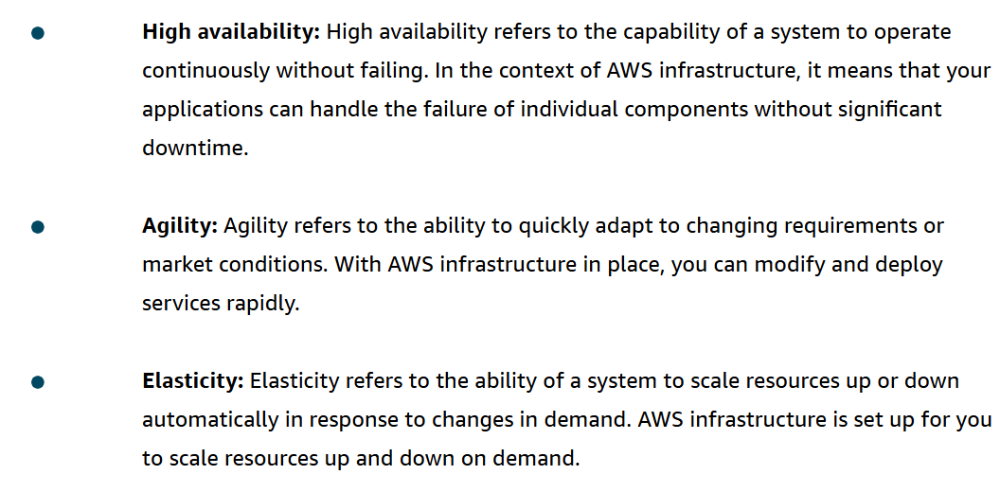 High availability: High availability refers to the capability of a system to operate
continuously without failing. In the context of AWS infrastructure, it means that your
applications can handle the failure of individual components without significant
downtime.
Agility: Agility refers to the ability to quickly adapt to changing requirements or
market conditions. With AWS infrastructure in place, you can modify and deploy
services rapidly.
Elasticity: Elasticity refers to the ability of a system to scale resources up or down
automatically in response to changes in demand. AWS infrastructure is set up for you
to scale resources up and down on demand.